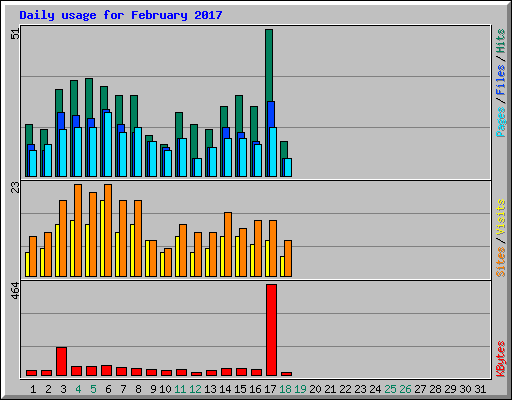 Daily usage for February 2017
51
Pages/Files/Hits
23
Sites/Visits
464
KBytes
1 2 3 4 5 6 7 8 9 10 11 12 13 14 15 16 17 18 19 20 21 22 23 24 25 26 27 28 29 30 31